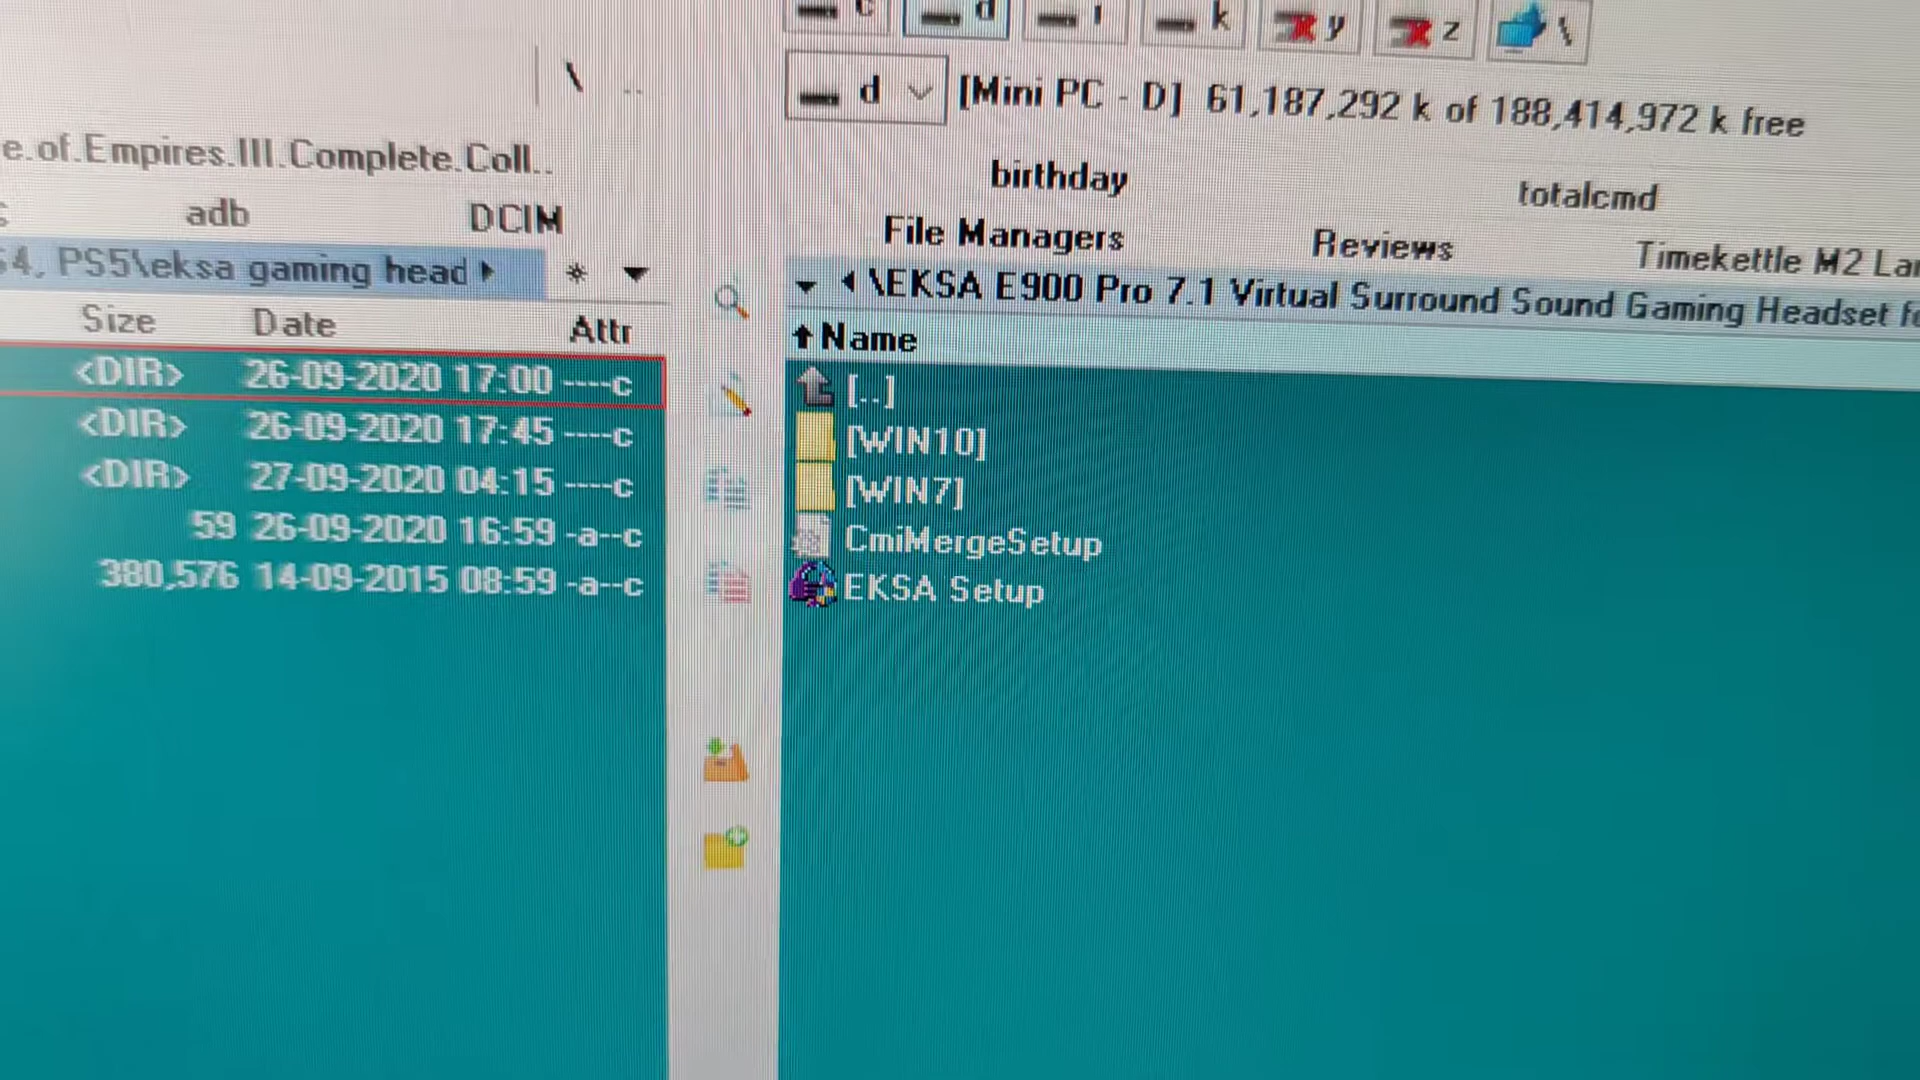 c d i k y z \
\ ..
d [Mini PC - D] 61,187,292 k of 188,414,972 k free
e.of.Empires.III.Complete.Coll..
birthday totalcmd
adb DCIM
File Managers Reviews Timekettle M2 Lan
4, PS5\eksa gaming head * 
\EKSA E900 Pro 7.1 Virtual Surround Sound Gaming Headset fo
Size Date Attr
Name
<DIR> 26-09-2020 17:00 ----c
<DIR> 26-09-2020 17:45 ----c
<DIR> 27-09-2020 04:15 ----c
59 26-09-2020 16:59 -a--c
380,576 14-09-2015 08:59 -a--c
[..]
[WIN10]
[WIN7]
CmiMergeSetup
EKSA Setup